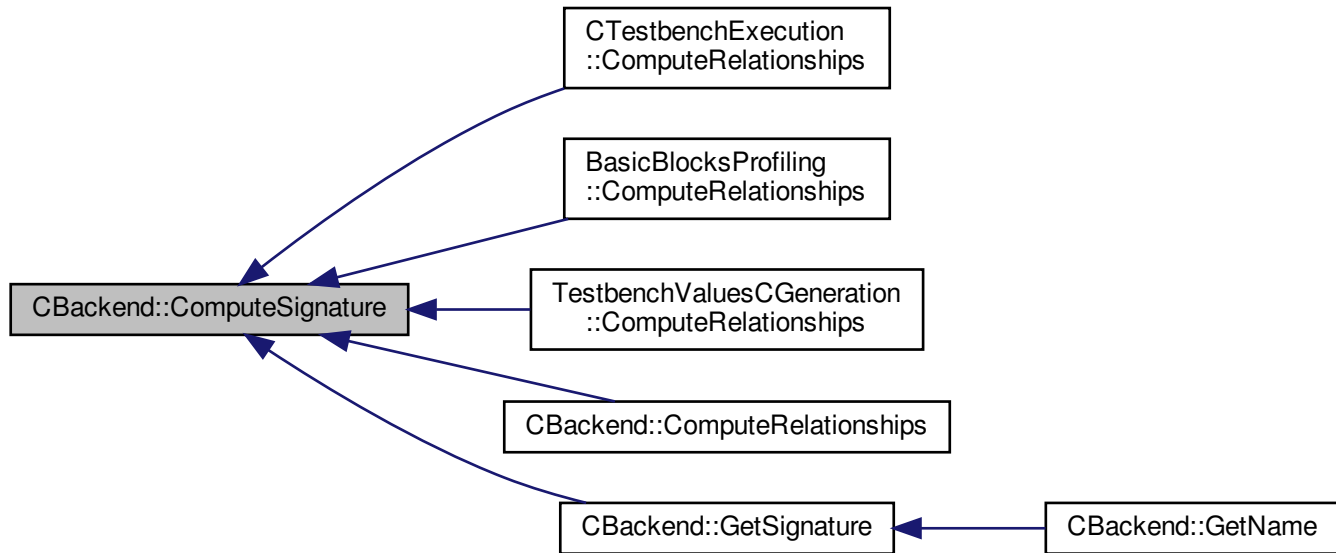 CTestbenchExecution
::ComputeRelationships
BasicBlocksProfiling
::ComputeRelationships
CBackend::ComputeSignature
TestbenchValuesCGeneration
::ComputeRelationships
CBackend::ComputeRelationships
CBackend::GetSignature
CBackend::GetName